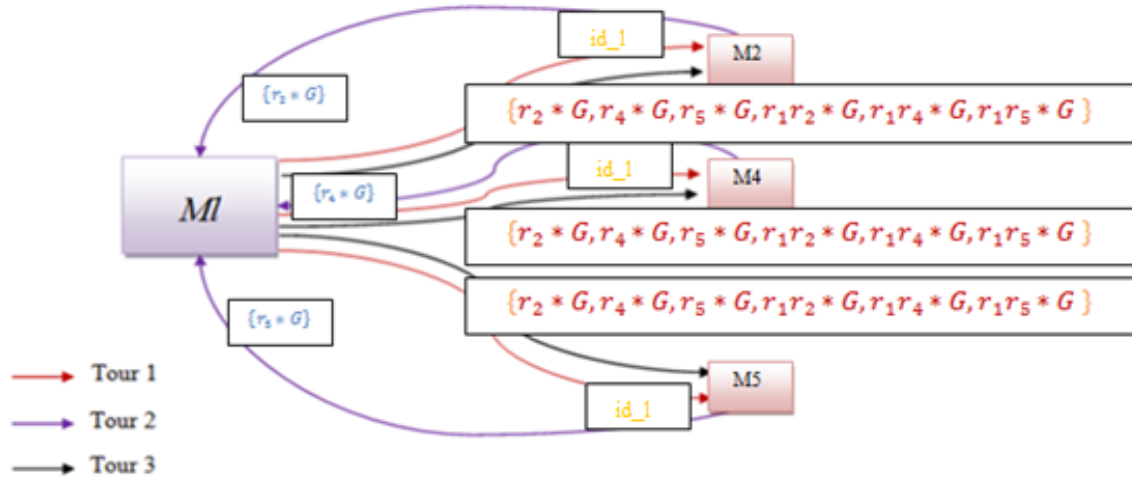 id_1
M2
{r₂ * G}
{r₂ * G, r₄ * G, r₅ * G, r₁r₂ * G, r₁r₄ * G, r₁r₅ * G }
id_1
M4
{r₄ * G}
Ml
{r₂ * G, r₄ * G, r₅ * G, r₁r₂ * G, r₁r₄ * G, r₁r₅ * G }
{r₂ * G, r₄ * G, r₅ * G, r₁r₂ * G, r₁r₄ * G, r₁r₅ * G }
{r₅ * G}
M5
id_1
Tour 1
Tour 2
Tour 3